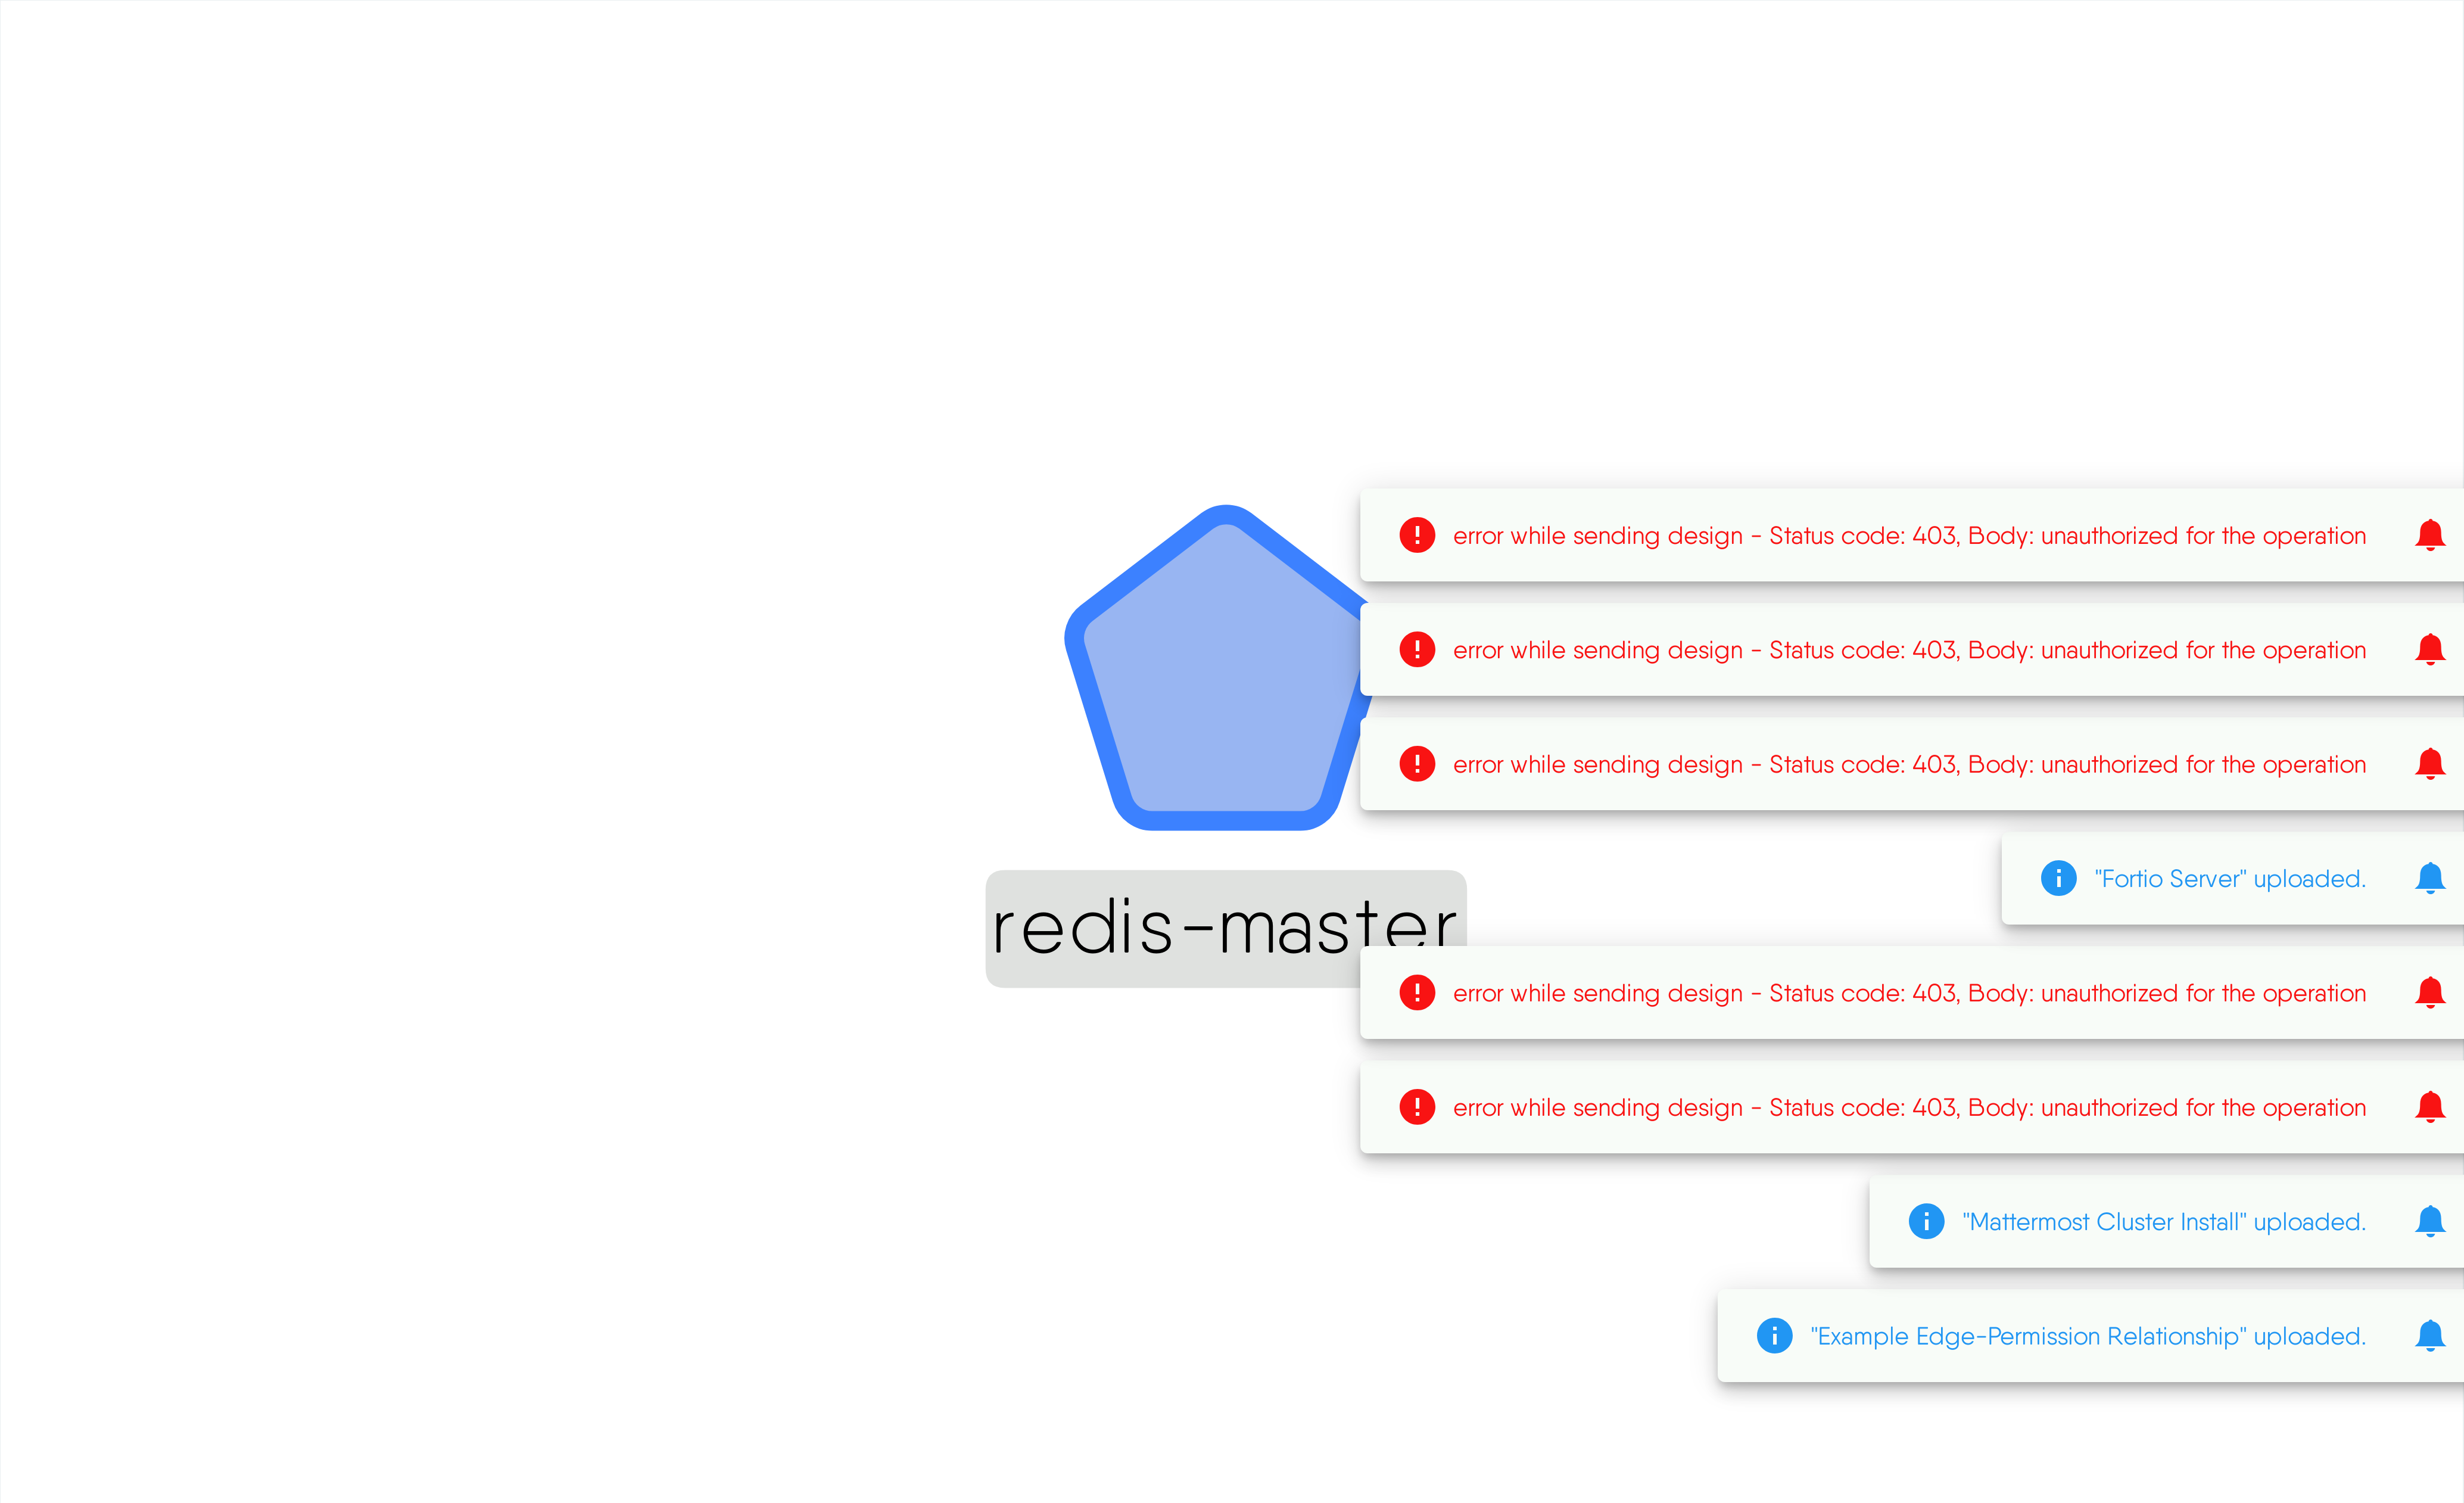 error while sending design - Status code: 403, Body: unauthorized for the operation
error while sending design - Status code: 403, Body: unauthorized for the operation
error while sending design - Status code: 403, Body: unauthorized for the operation
"Fortio Server" uploaded.
redis-master
error while sending design - Status code: 403, Body: unauthorized for the operation
error while sending design - Status code: 403, Body: unauthorized for the operation
"Mattermost Cluster Install" uploaded.
"Example Edge-Permission Relationship" uploaded.